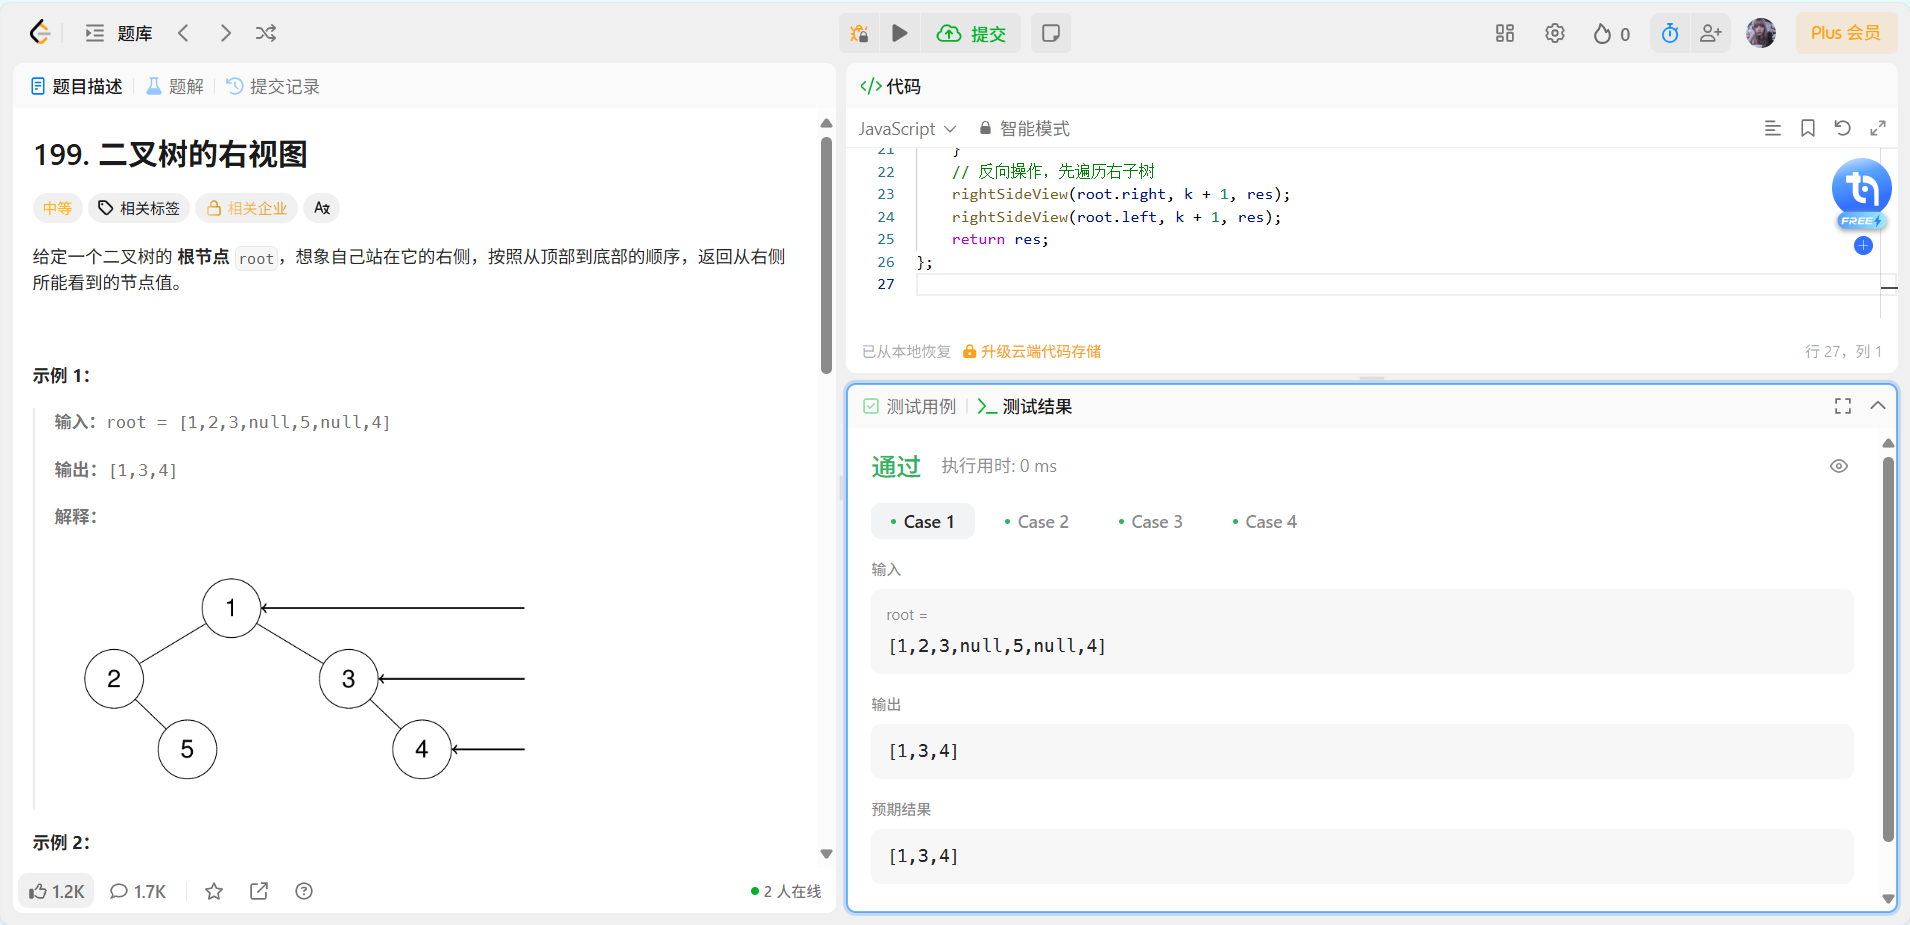 题库
提交
0
Plus 会员
题目描述
题解
提交记录
199. 二叉树的右视图
中等
相关标签
相关企业
给定一个二叉树的 根节点 root，想象自己站在它的右侧，按照从顶部到底部的顺序，返回从右侧
所能看到的节点值。
示例 1：
输入：root = [1,2,3,null,5,null,4]
输出：[1,3,4]
解释：
1
2
3
5
4
示例 2：
1.2K
1.7K
2 人在线
代码
JavaScript
智能模式
21 }
22 // 反向操作，先遍历右子树
23 rightSideView(root.right, k + 1, res);
24 rightSideView(root.left, k + 1, res);
25 return res;
26 };
27
FREE
已从本地恢复
升级云端代码存储
行 27，列 1
测试用例
测试结果
通过
执行用时: 0 ms
Case 1
Case 2
Case 3
Case 4
输入
root =
[1,2,3,null,5,null,4]
输出
[1,3,4]
预期结果
[1,3,4]